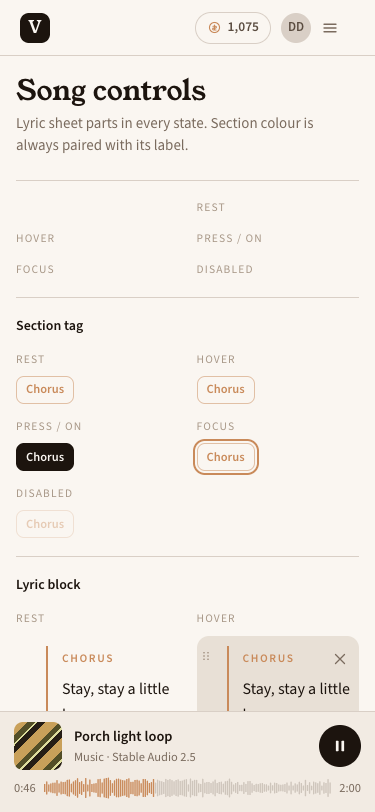 V
1,075
DD
Song controls
Lyric sheet parts in every state. Section colour is
always paired with its label.
REST
HOVER
PRESS / ON
FOCUS
DISABLED
Section tag
REST
HOVER
Chorus
Chorus
PRESS / ON
FOCUS
Chorus
Chorus
DISABLED
Chorus
Lyric block
REST
HOVER
CHORUS
CHORUS
Stay, stay a little
Stay, stay a little
Porch light loop
Music · Stable Audio 2.5
0:46
2:00